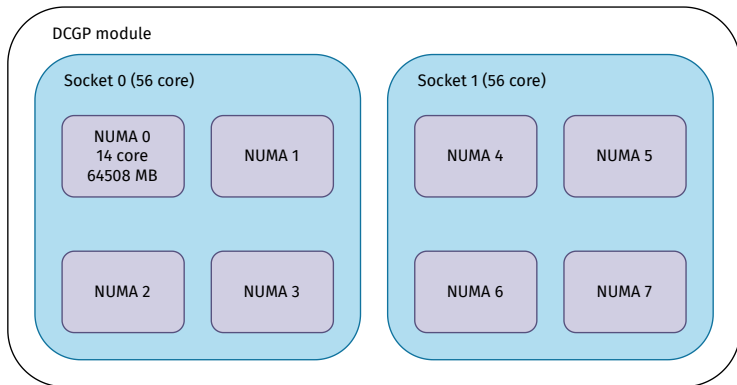 DCGP module
Socket 0 (56 core)
NUMA 0
14 core
64508 MB
NUMA 1
NUMA 2
NUMA 3
Socket 1 (56 core)
NUMA 4
NUMA 5
NUMA 6
NUMA 7